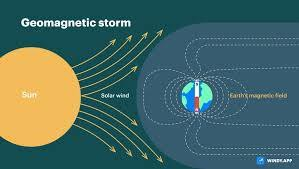 Geomagnetic storm
Sun
Solar wind
Earth's magnetic field
WINDY.APP